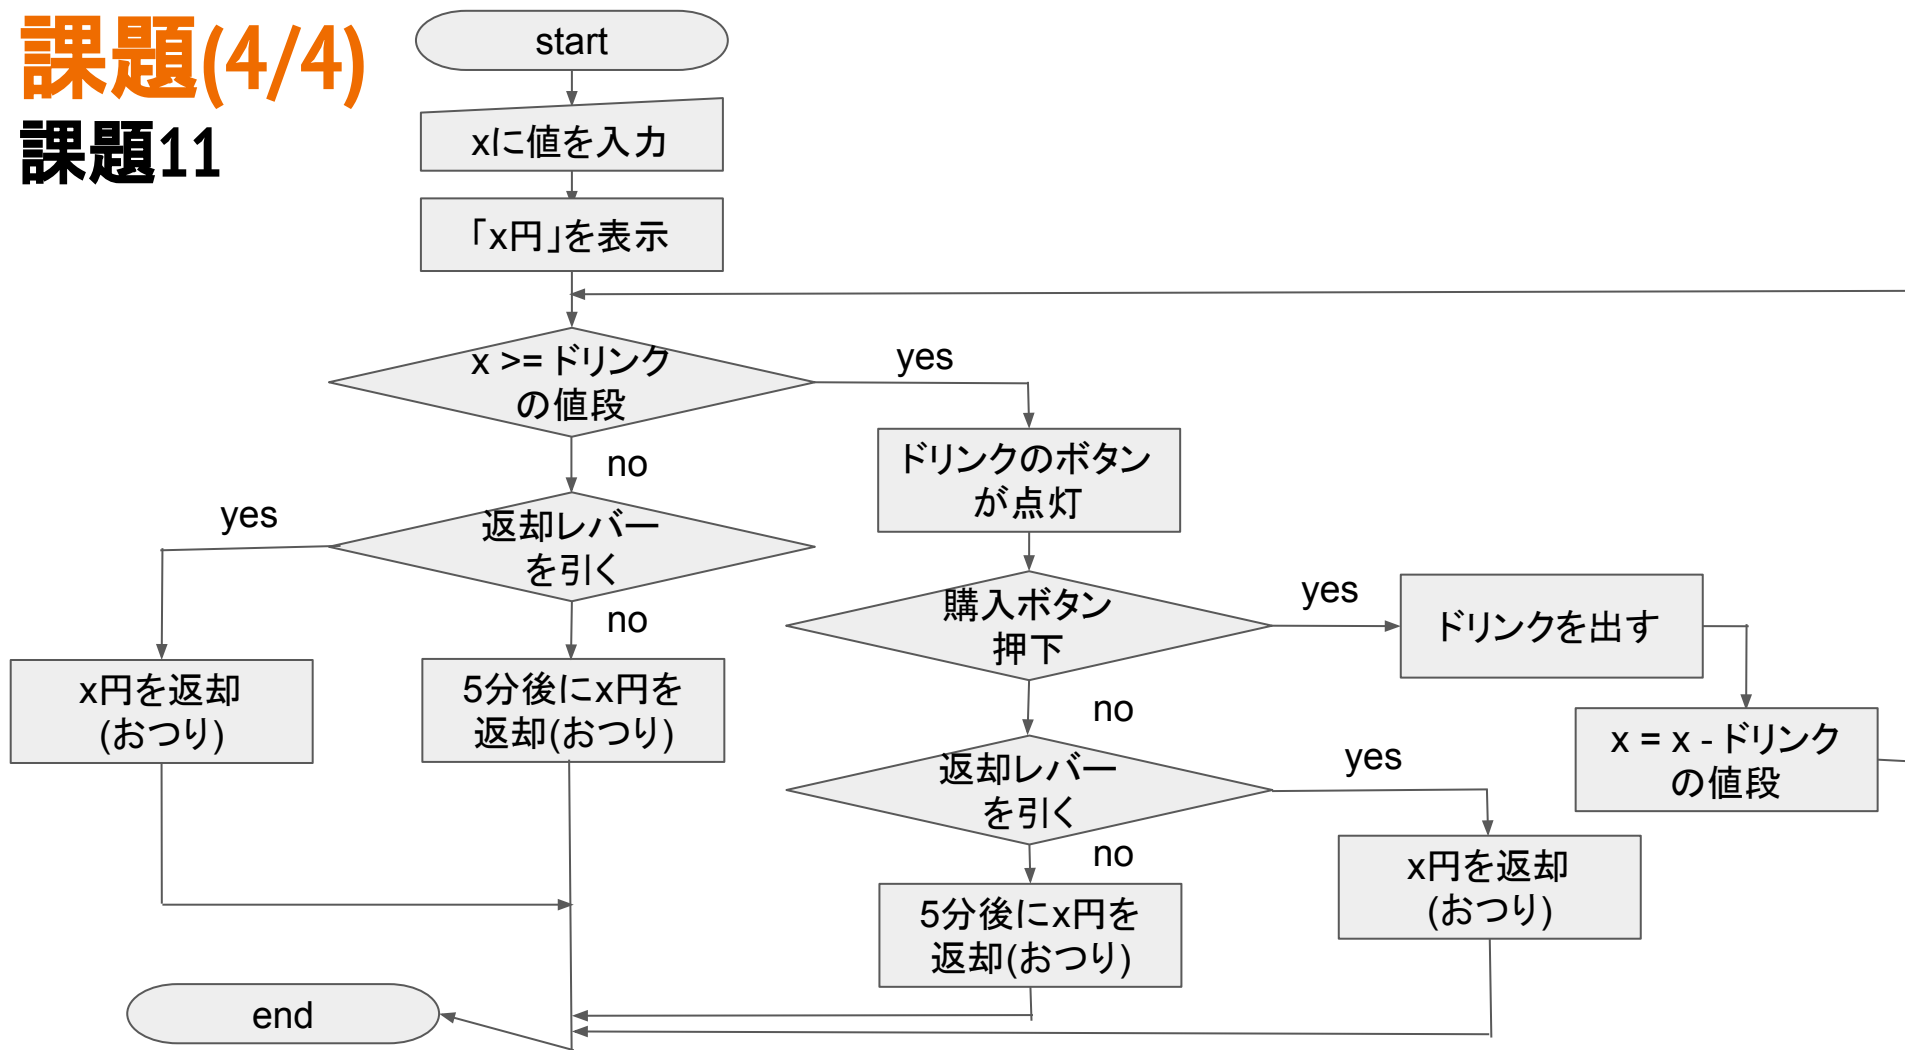 課題(4/4)
課題11
start
xに値を入力
「x円」を表示
x >= ドリンク
の値段
yes
no
ドリンクのボタン
が点灯
返却レバー
を引く
yes
no
購入ボタン
押下
yes
ドリンクを出す
no
x円を返却
(おつり)
5分後にx円を
返却(おつり)
x = x - ドリンク
の値段
返却レバー
を引く
yes
no
x円を返却
(おつり)
5分後にx円を
返却(おつり)
end